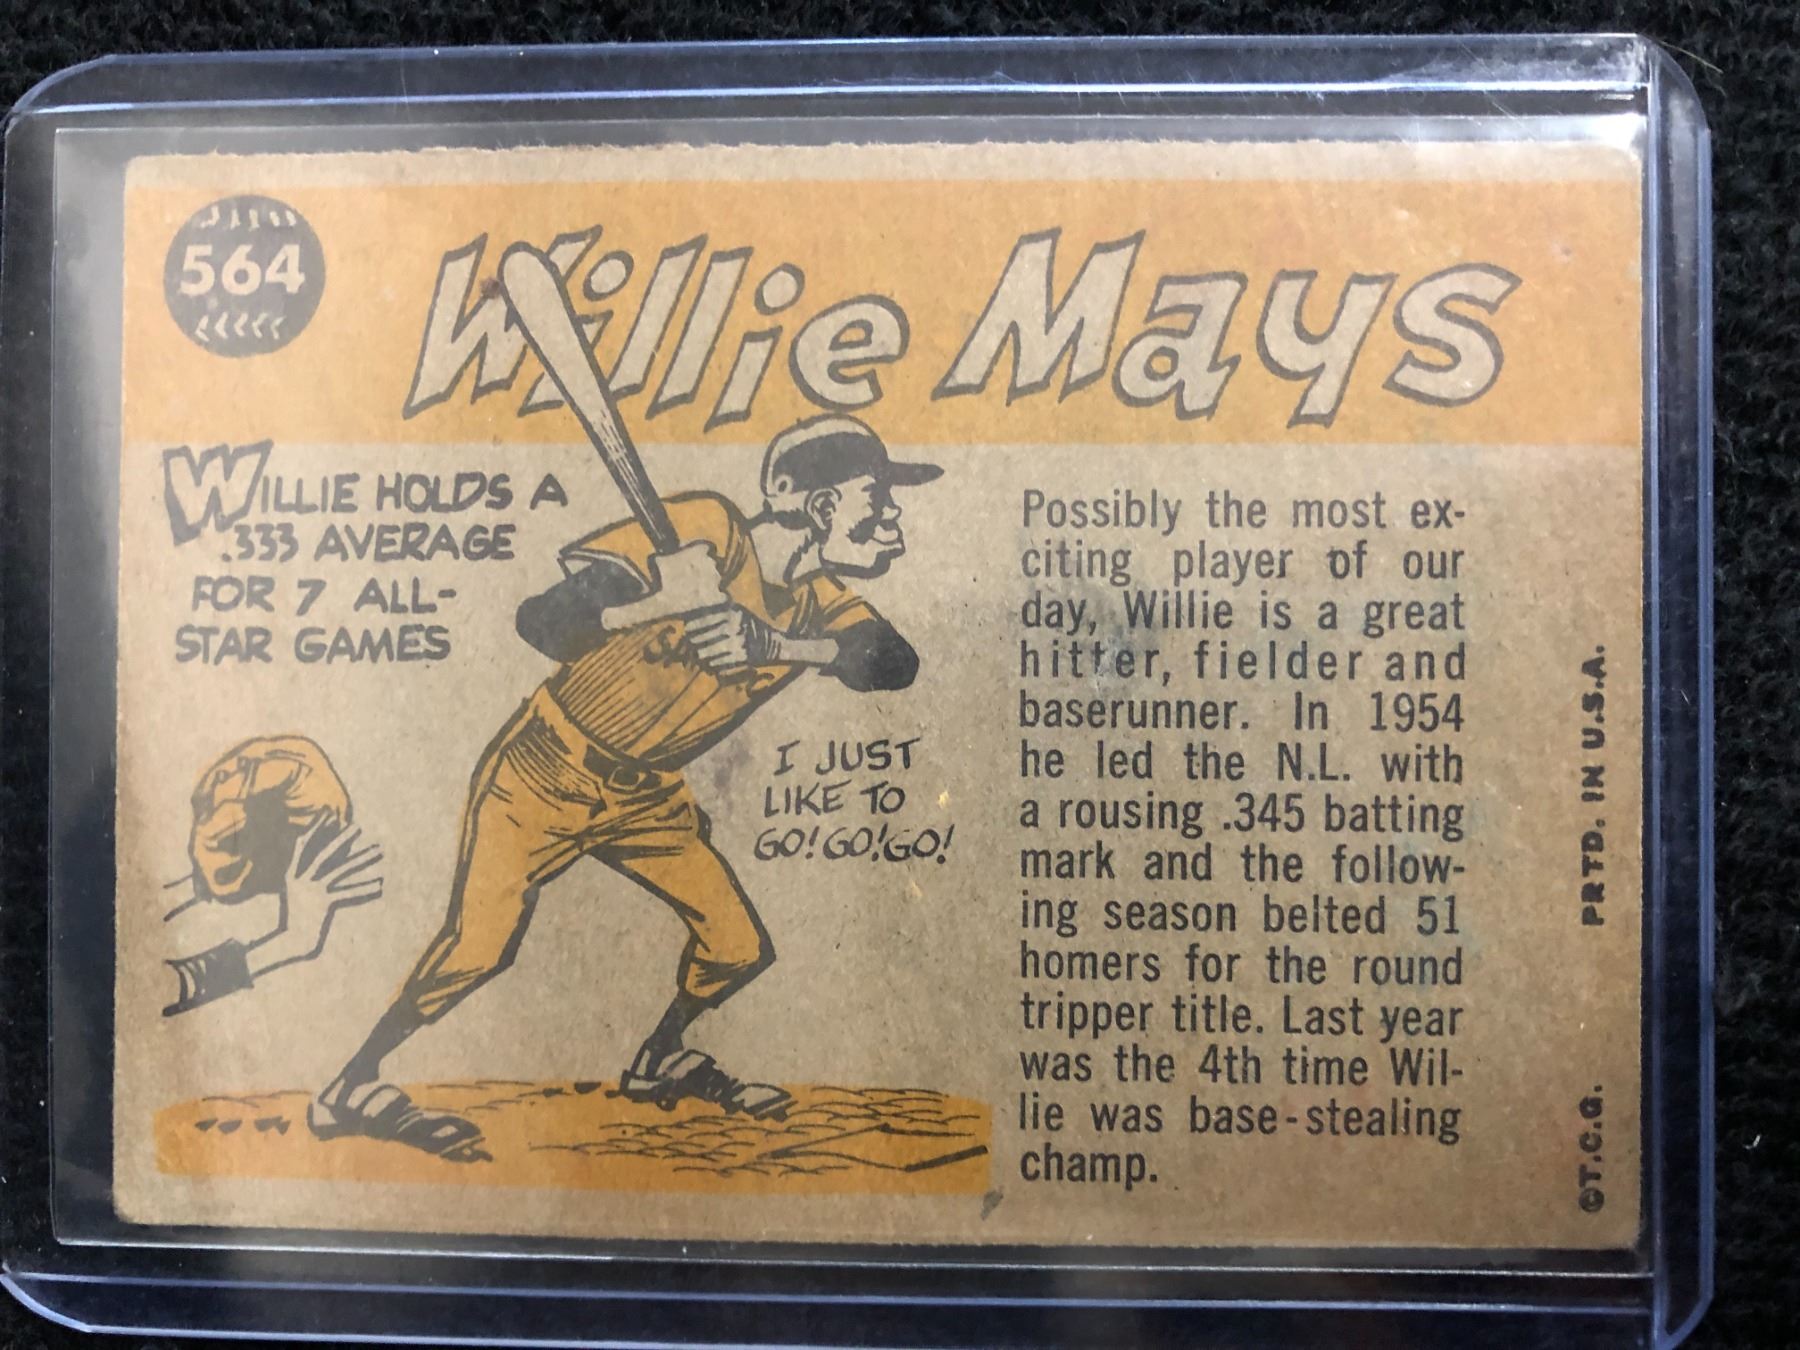 564
Willie Mays
WILLIE HOLDS A
.333 AVERAGE
FOR 7 ALL-
STAR GAMES
I JUST
LIKE TO
GO! GO! GO!
Possibly the most ex-
citing player of our
day, Willie is a great
hitter, fielder and
baserunner. In 1954
he led the N.L. with
a rousing .345 batting
mark and the follow-
ing season belted 51
homers for the round
tripper title. Last year
was the 4th time Wil-
lie was base-stealing
champ.
©T.C.G. PRTD. IN U.S.A.